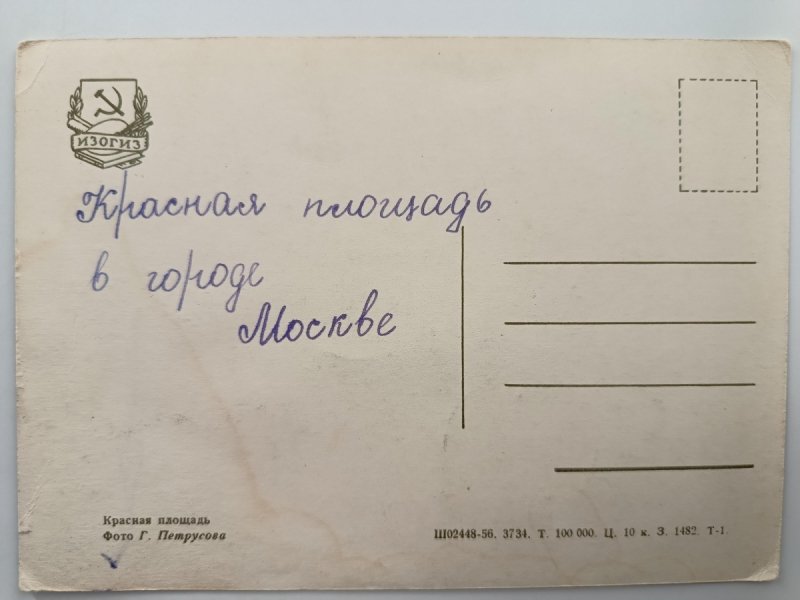 ИЗОГИЗ
Красная площадь
в городе
Москве
Красная площадь
Фото Г. Петрусова
Ш02448-56. 3734. Т. 100 000. Ц. 10 к. З. 1482. Т-1